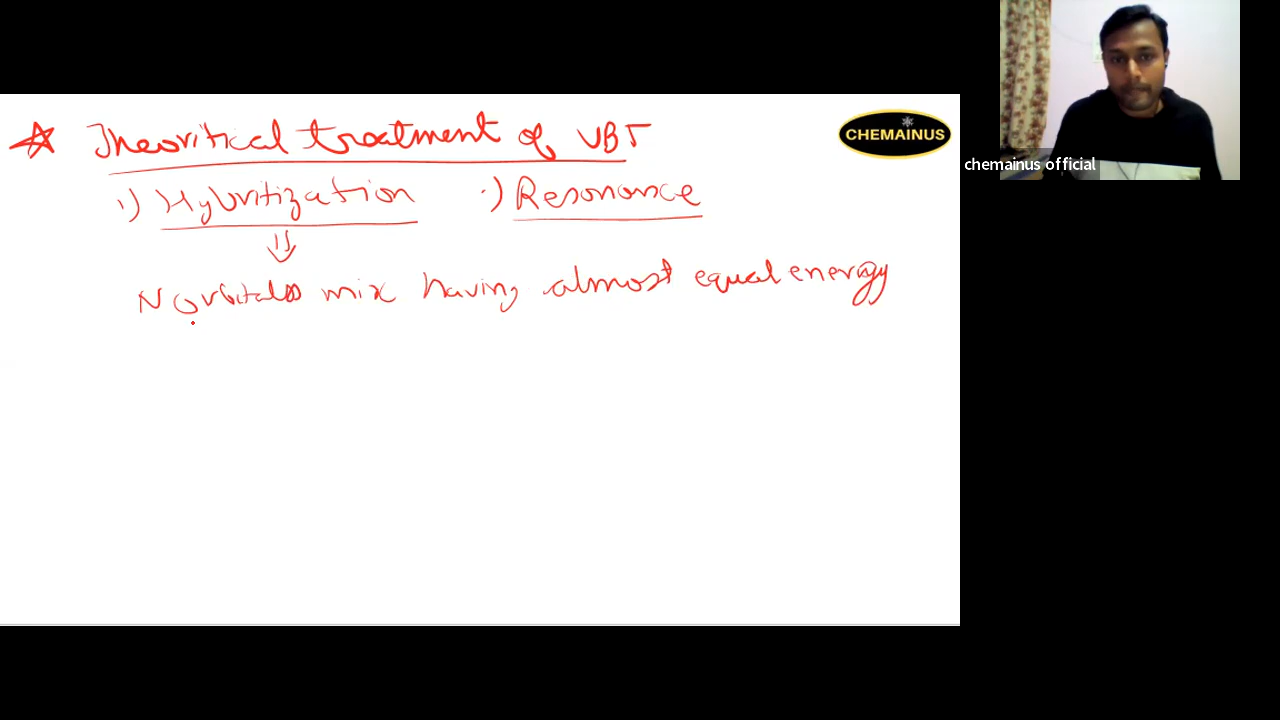 Theoritical treatment of VBT
1) Hybritization 2) Resonance
N orbitals mix having almost equal energy
CHEMAINUS
chemainus official